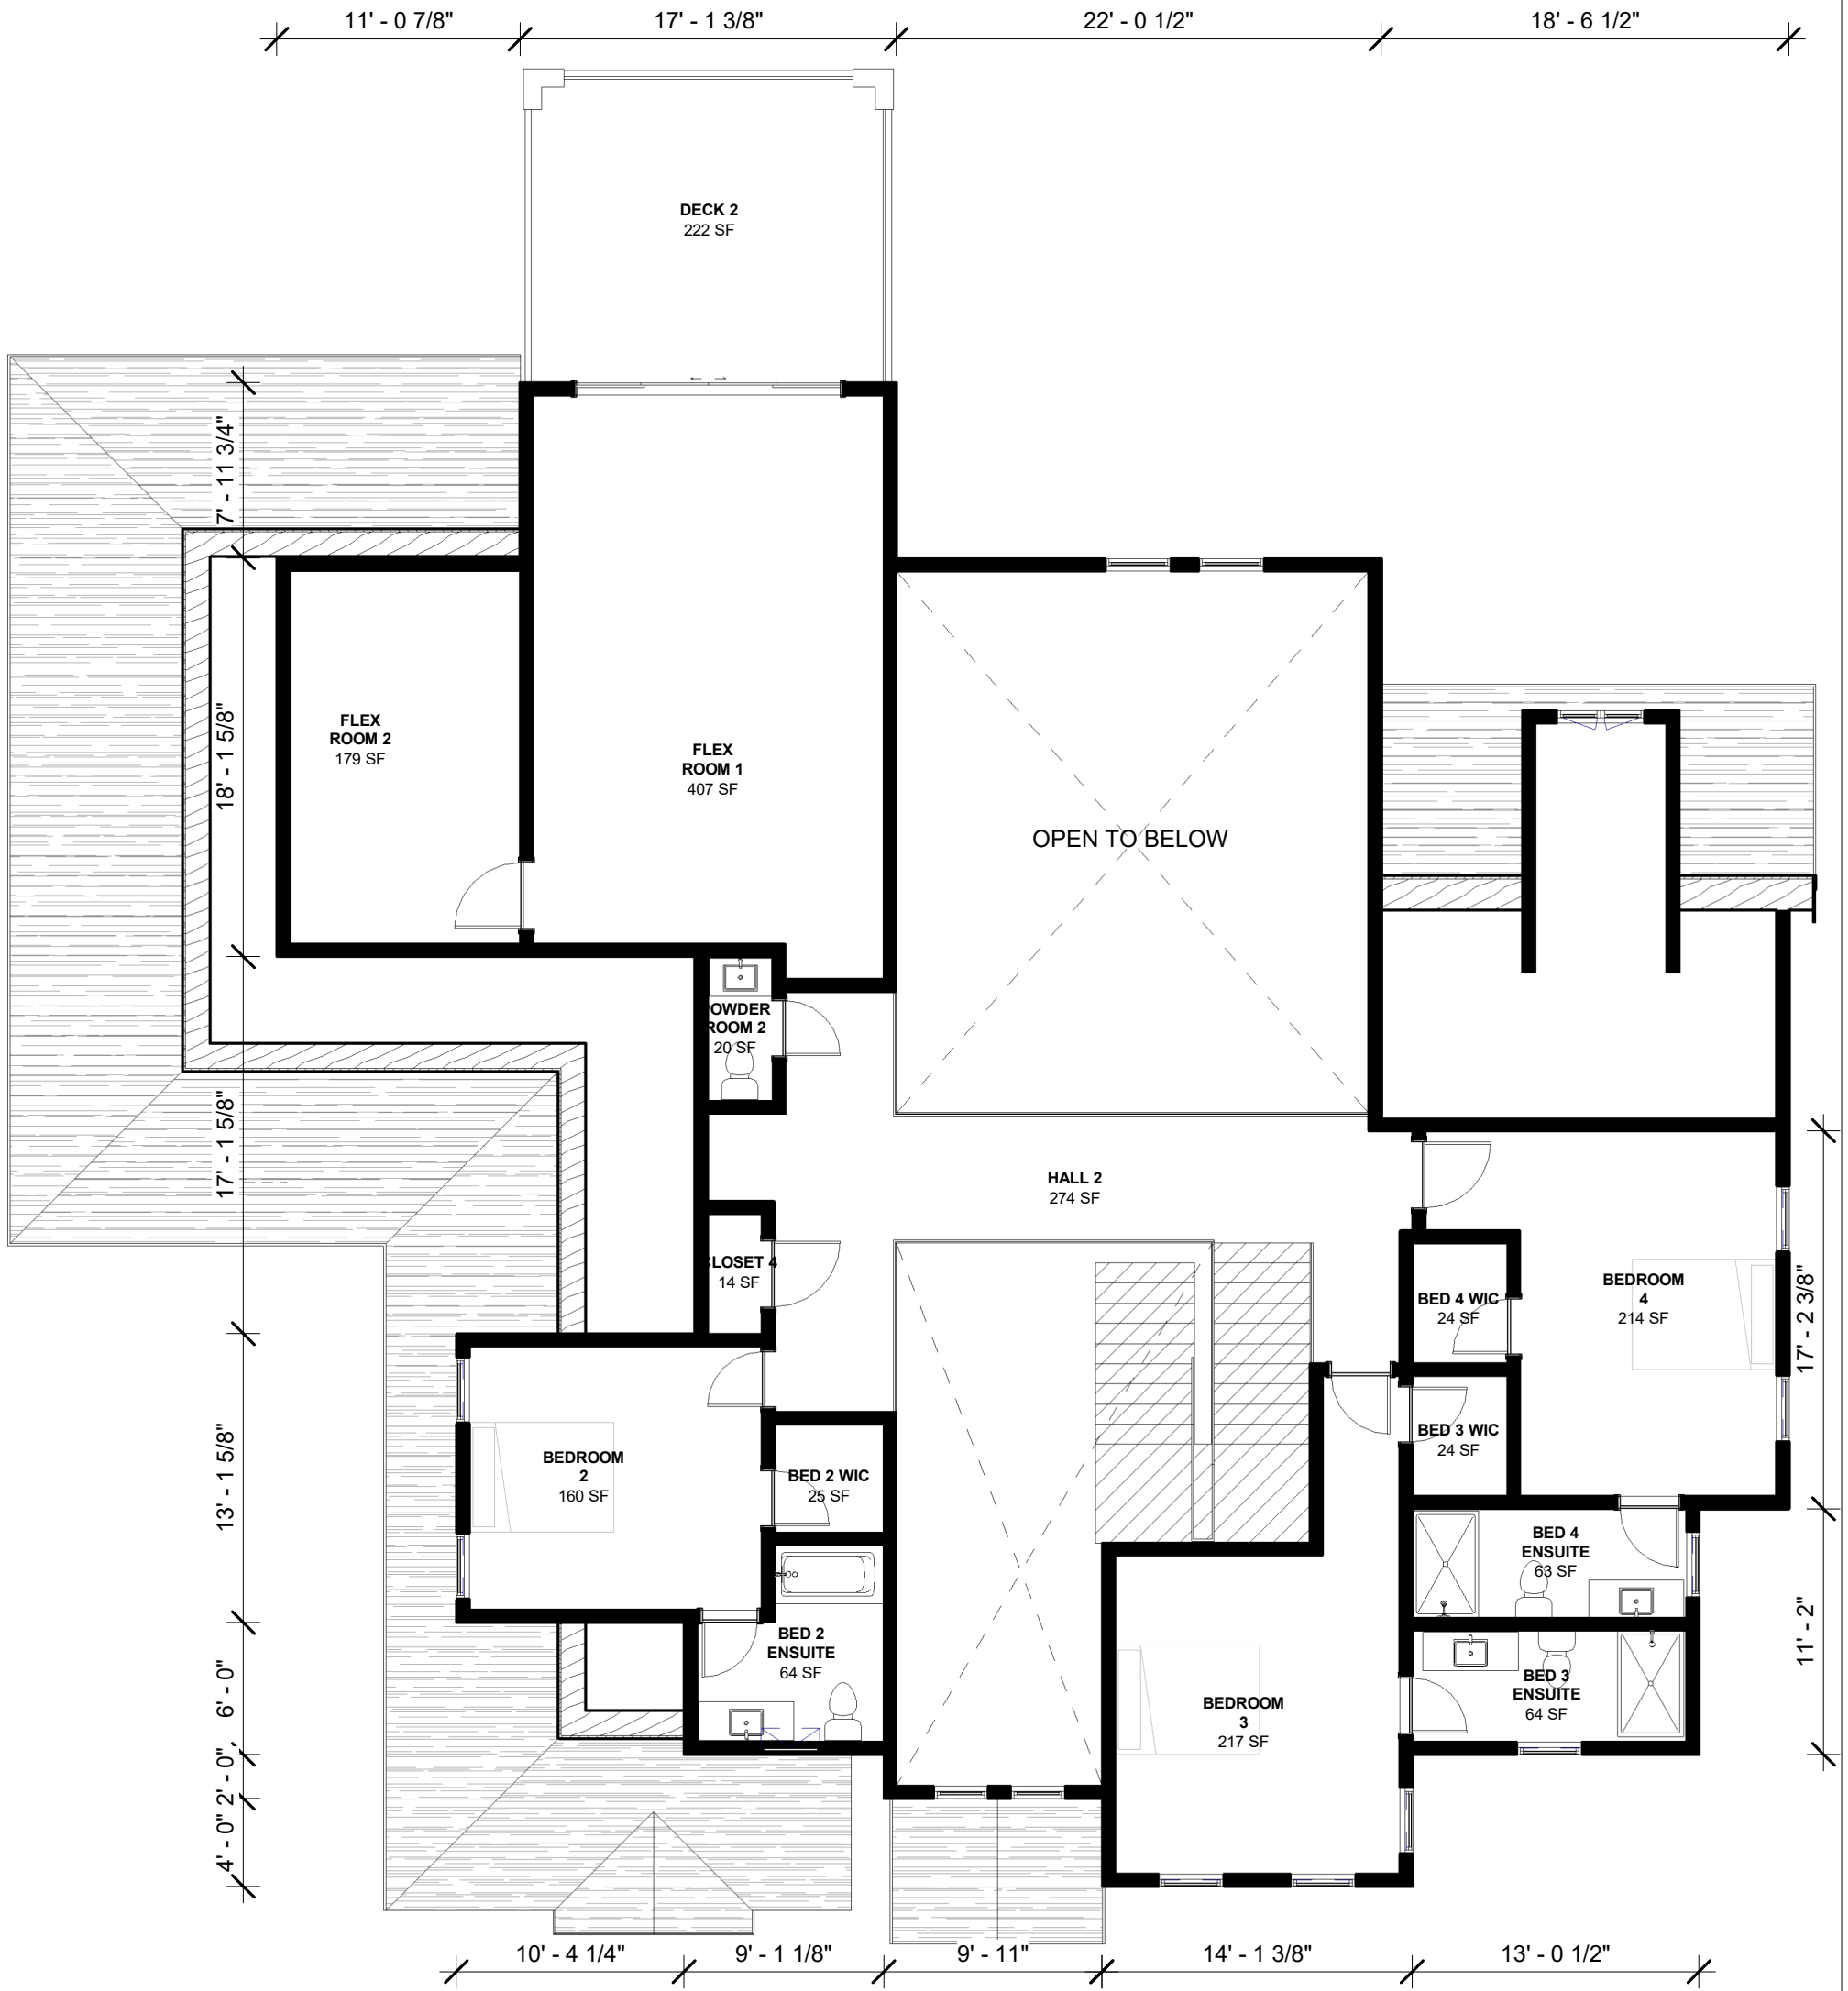 11' - 0 7/8"
17' - 1 3/8"
22' - 0 1/2"
18' - 6 1/2"
DECK 2
222 SF
7' - 11 3/4"
18' - 1 5/8"
FLEX
ROOM 2
179 SF
FLEX
ROOM 1
407 SF
OPEN TO BELOW
OWDER
ROOM 2
20 SF
17' - 1 5/8"
HALL 2
274 SF
CLOSET 4
14 SF
BED 4 WIC
24 SF
BEDROOM
4
214 SF
17' - 2 3/8"
BED 3 WIC
24 SF
13' - 1 5/8"
BEDROOM
2
160 SF
BED 2 WIC
25 SF
BED 4
ENSUITE
63 SF
BED 2
ENSUITE
64 SF
BED 3
ENSUITE
64 SF
11' - 2"
BEDROOM
3
217 SF
6' - 0"
2' - 0"
4' - 0"
10' - 4 1/4"
9' - 1 1/8"
9' - 11"
14' - 1 3/8"
13' - 0 1/2"